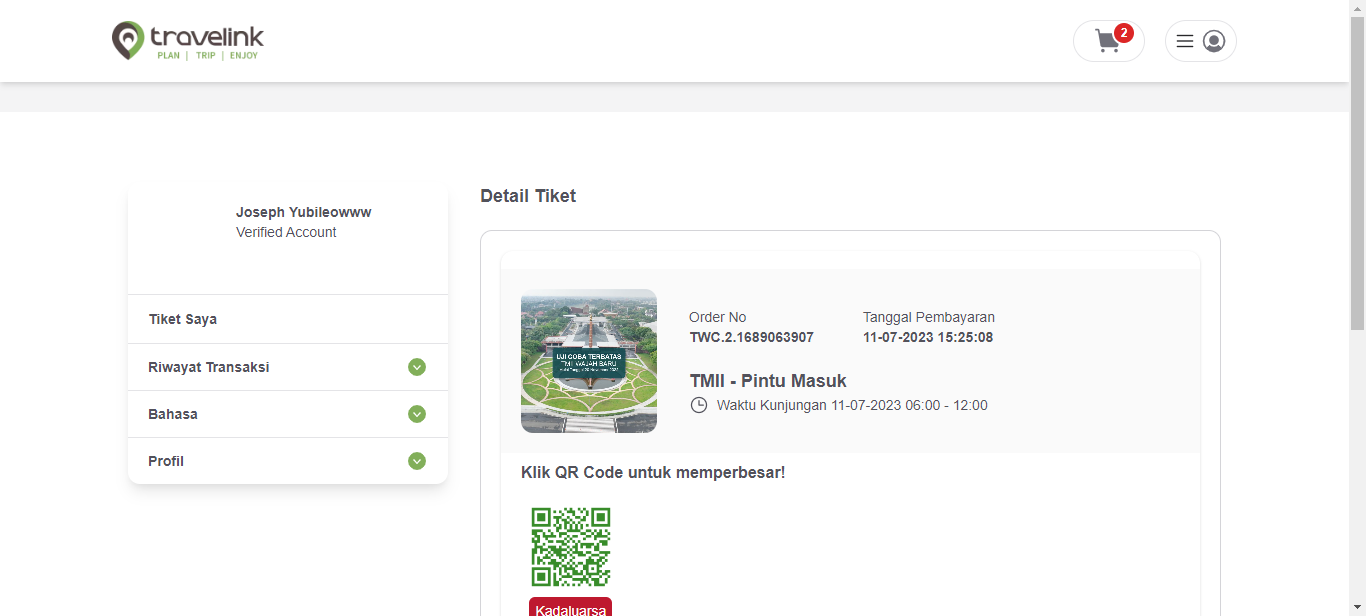 travelink
PLAN | TRIP | ENJOY
2
Joseph Yubileowww
Verified Account
Tiket Saya
Riwayat Transaksi
Bahasa
Profil
Detail Tiket
UJI COBA TERBATAS
TMII WAJAH BARU
Order No
TWC.2.1689063907
Tanggal Pembayaran
11-07-2023 15:25:08
TMII - Pintu Masuk
Waktu Kunjungan 11-07-2023 06:00 - 12:00
Klik QR Code untuk memperbesar!
Kadaluarsa